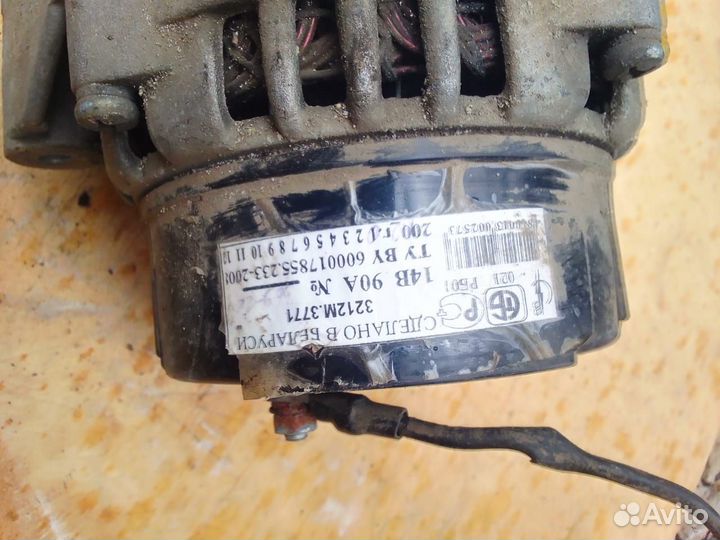 СДЕЛАНО В БЕЛАРУСИ
3212М.3771
14В 90А №
ТУ BY 600017855.233-200
1 2 3 4 5 6 7 8 9 10 11 12
002573
Avito